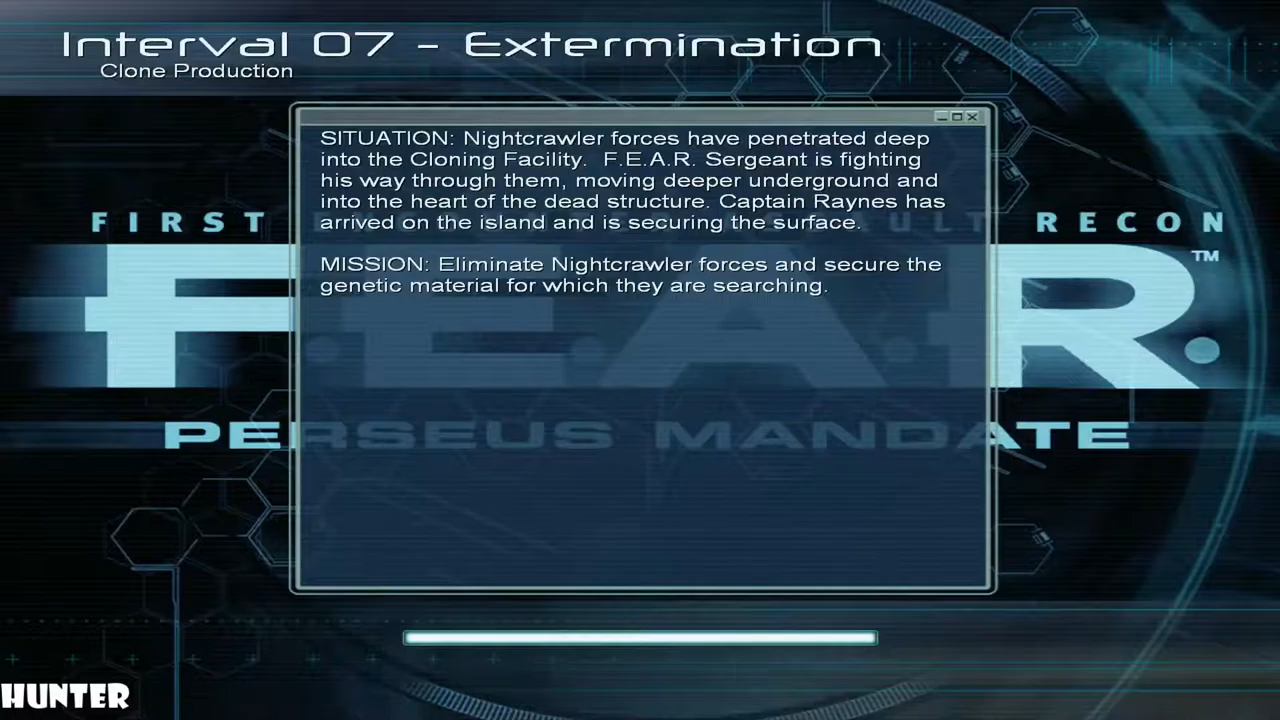 Interval 07 - Extermination
Clone Production
SITUATION: Nightcrawler forces have penetrated deep
into the Cloning Facility.  F.E.A.R. Sergeant is fighting
his way through them, moving deeper underground and
into the heart of the dead structure. Captain Raynes has
arrived on the island and is securing the surface.
MISSION: Eliminate Nightcrawler forces and secure the
genetic material for which they are searching.
FIRST ENCOUNTER ASSAULT RECON
F.E.A.R.™
PERSEUS MANDATE
HUNTER